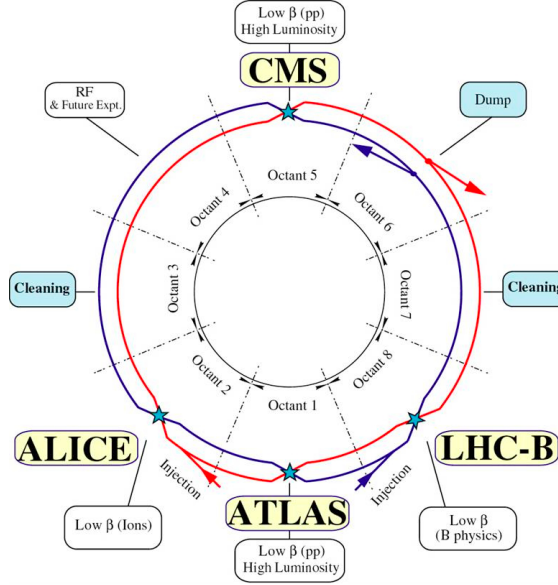 Low β (pp)
High Luminosity
CMS
RF
& Future Expt.
Dump
Octant 5
Octant 4
Octant 6
Cleaning
Octant 3
Octant 7
Cleaning
Octant 2
Octant 8
Octant 1
ALICE
LHC-B
Injection
Injection
ATLAS
Low β (Ions)
Low β
(B physics)
Low β (pp)
High Luminosity